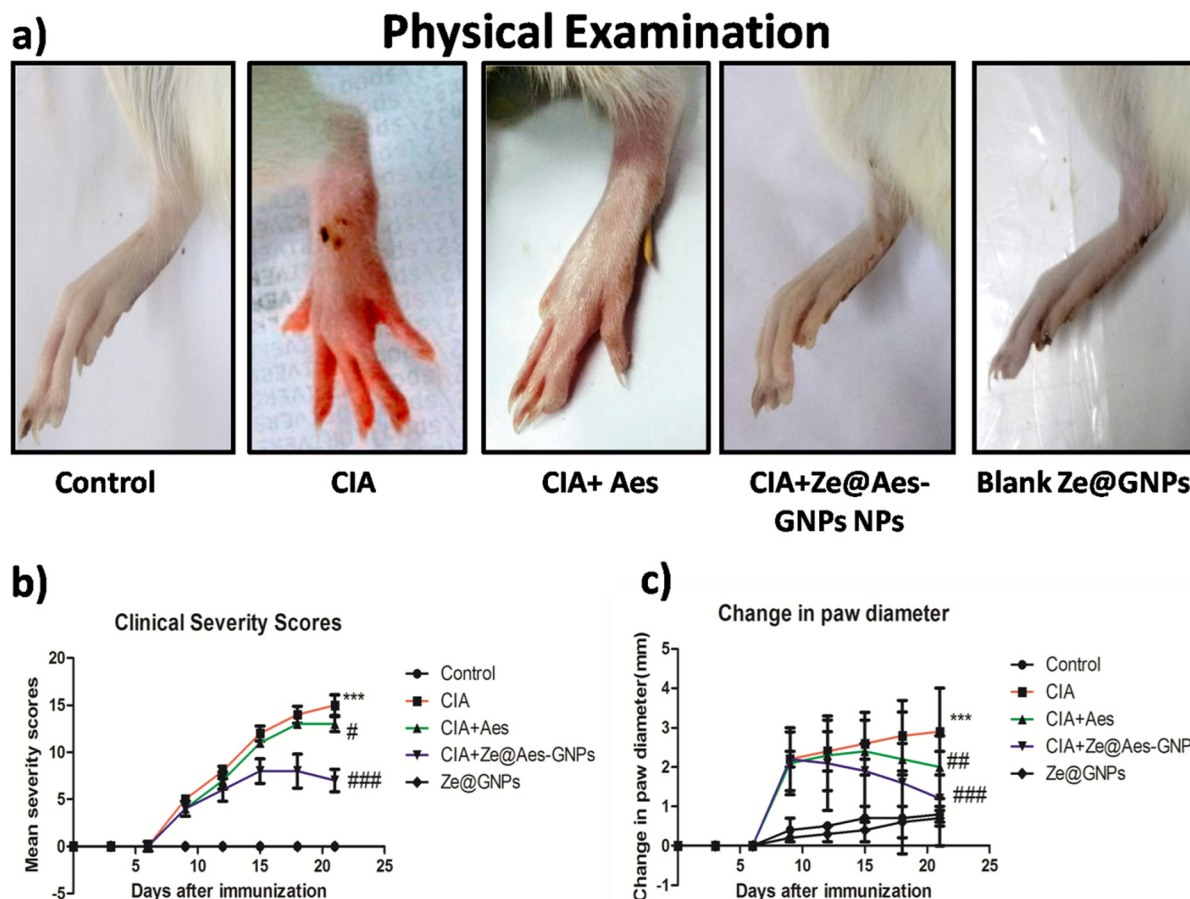 a)
Physical Examination
Control
CIA
CIA+ Aes
CIA+Ze@Aes-
GNPs NPs
Blank Ze@GNPs
b)
Clinical Severity Scores
Mean severity scores
20
15
10
5
0
-5
5
10
15
20
25
Days after immunization
***
#
###
Control
CIA
CIA+Aes
CIA+Ze@Aes-GNPs
Ze@GNPs
c)
Change in paw diameter
Change in paw diameter(mm)
5
4
3
2
1
0
-1
5
10
15
20
25
Days after immunization
***
##
###
Control
CIA
CIA+Aes
CIA+Ze@Aes-GNP
Ze@GNPs